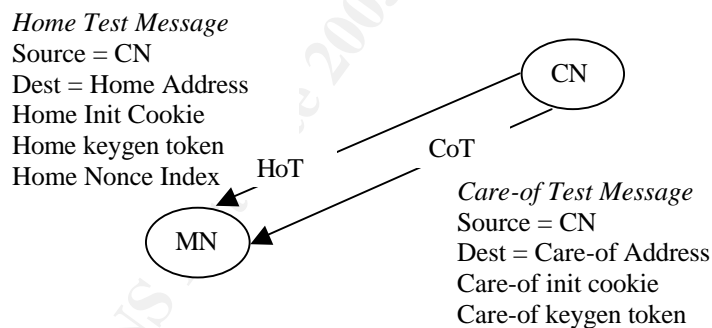 Home Test Message
Source = CN
Dest = Home Address
Home Init Cookie
Home keygen token
Home Nonce Index
CN
HoT
CoT
MN
Care-of Test Message
Source = CN
Dest = Care-of Address
Care-of init cookie
Care-of keygen token